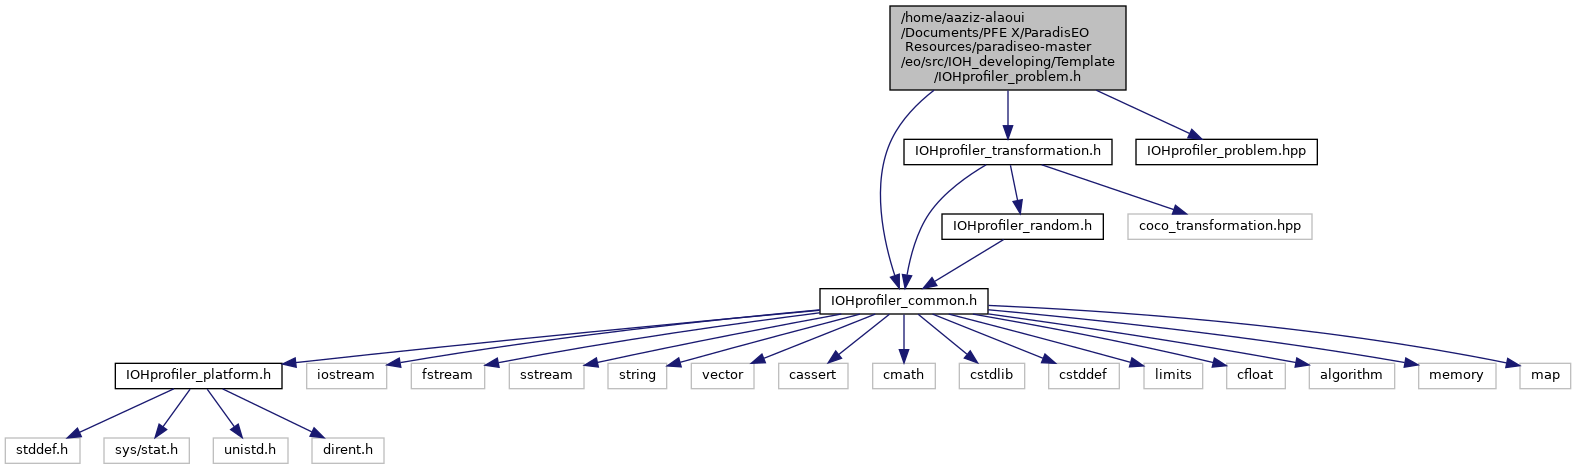 /home/aaziz-alaoui
/Documents/PFE X/ParadisEO
Resources/paradiseo-master
/eo/src/IOH_developing/Template
/IOHprofiler_problem.h
IOHprofiler_transformation.h
IOHprofiler_problem.hpp
IOHprofiler_random.h
coco_transformation.hpp
IOHprofiler_common.h
IOHprofiler_platform.h
iostream
fstream
sstream
string
vector
cassert
cmath
cstdlib
cstddef
limits
cfloat
algorithm
memory
map
stddef.h
sys/stat.h
unistd.h
dirent.h